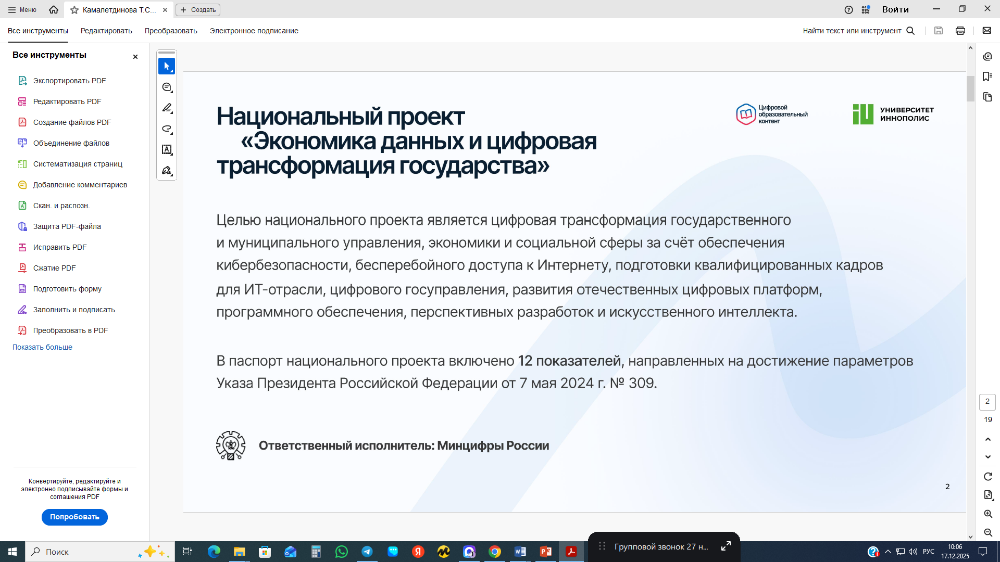 Меню
Камалетдинова Т.С...
Создать
Войти
Все инструменты
Редактировать
Преобразовать
Электронное подписание
Найти текст или инструмент
Все инструменты
Экспортировать PDF
Редактировать PDF
Создание файлов PDF
Объединение файлов
Систематизация страниц
Добавление комментариев
Скан. и распозн.
Защита PDF-файла
Исправить PDF
Сжатие PDF
Подготовить форму
Заполнить и подписать
Преобразовать в PDF
Показать больше
Конвертируйте, редактируйте и
электронно подписывайте формы и
соглашения PDF
Попробовать
Национальный проект
«Экономика данных и цифровая
трансформация государства»
Цифровой
образовательный
контент
УНИВЕРСИТЕТ
ИННОПОЛИС
Целью национального проекта является цифровая трансформация государственного
и муниципального управления, экономики и социальной сферы за счёт обеспечения
кибербезопасности, бесперебойного доступа к Интернету, подготовки квалифицированных кадров
для ИТ-отрасли, цифрового госуправления, развития отечественных цифровых платформ,
программного обеспечения, перспективных разработок и искусственного интеллекта.
В паспорт национального проекта включено 12 показателей, направленных на достижение параметров
Указа Президента Российской Федерации от 7 мая 2024 г. № 309.
Ответственный исполнитель: Минцифры России
2
2
19
Поиск
Групповой звонок 27 н...
РУС
10:06
17.12.2025